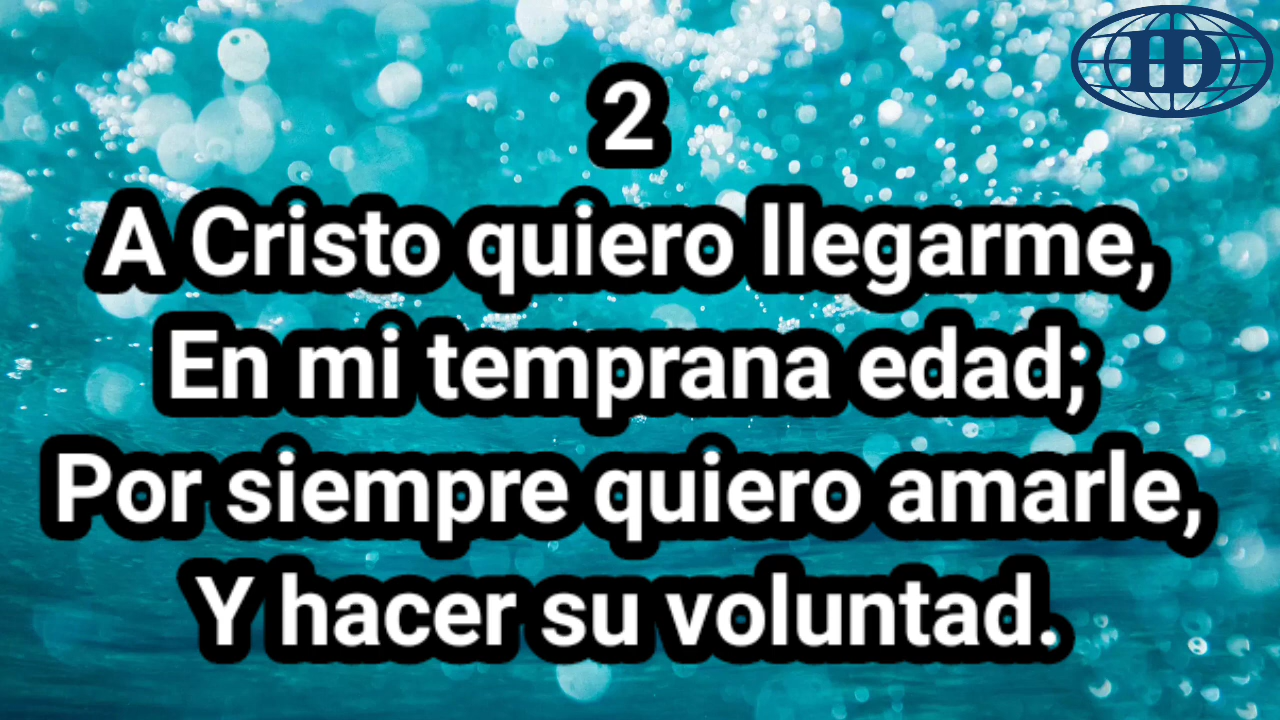 2
A Cristo quiero llegarme,
En mi temprana edad;
Por siempre quiero amarle,
Y hacer su voluntad.